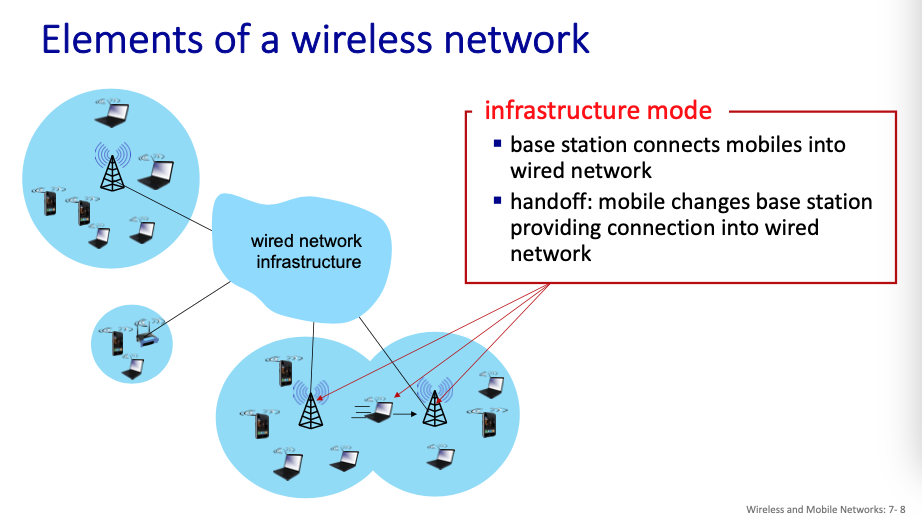 Elements of a wireless network
infrastructure mode
▪ base station connects mobiles into
wired network
▪ handoff: mobile changes base station
providing connection into wired
network
wired network
infrastructure
Wireless and Mobile Networks: 7- 8